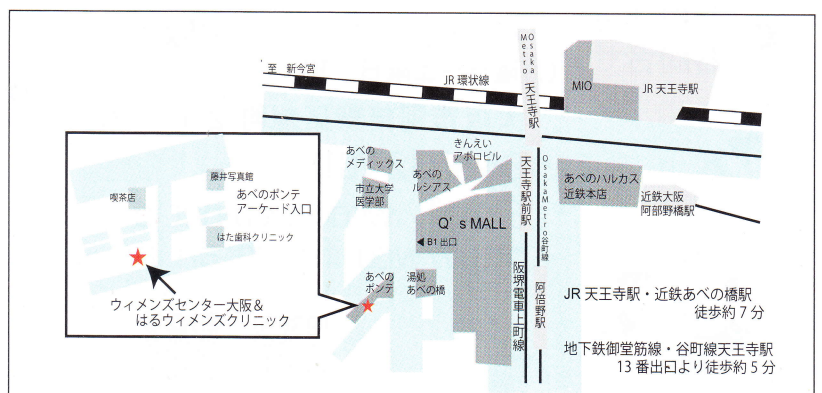 至 新今宮
JR 環状線
Osaka Metro
天王寺駅
MIO
JR 天王寺駅
きんえい
アポロビル
あべの
メディックス
あべの
ルシアス
市立大学
医学部
天王寺駅前駅
OsakaMetro谷町線
あべのハルカス
近鉄本店
近鉄大阪
阿部野橋駅
Q’s MALL
◀ B1 出口
藤井写真館
喫茶店
あべのポンテ
アーケード入口
はた歯科クリニック
ウィメンズセンター大阪&
はるウィメンズクリニック
あべの
ポンテ
湯処
あべの橋
阪堺電車上町線
阿倍野駅
JR 天王寺駅・近鉄あべの橋駅
徒歩約 7 分
地下鉄御堂筋線・谷町線天王寺駅
13 番出口より徒歩約 5 分